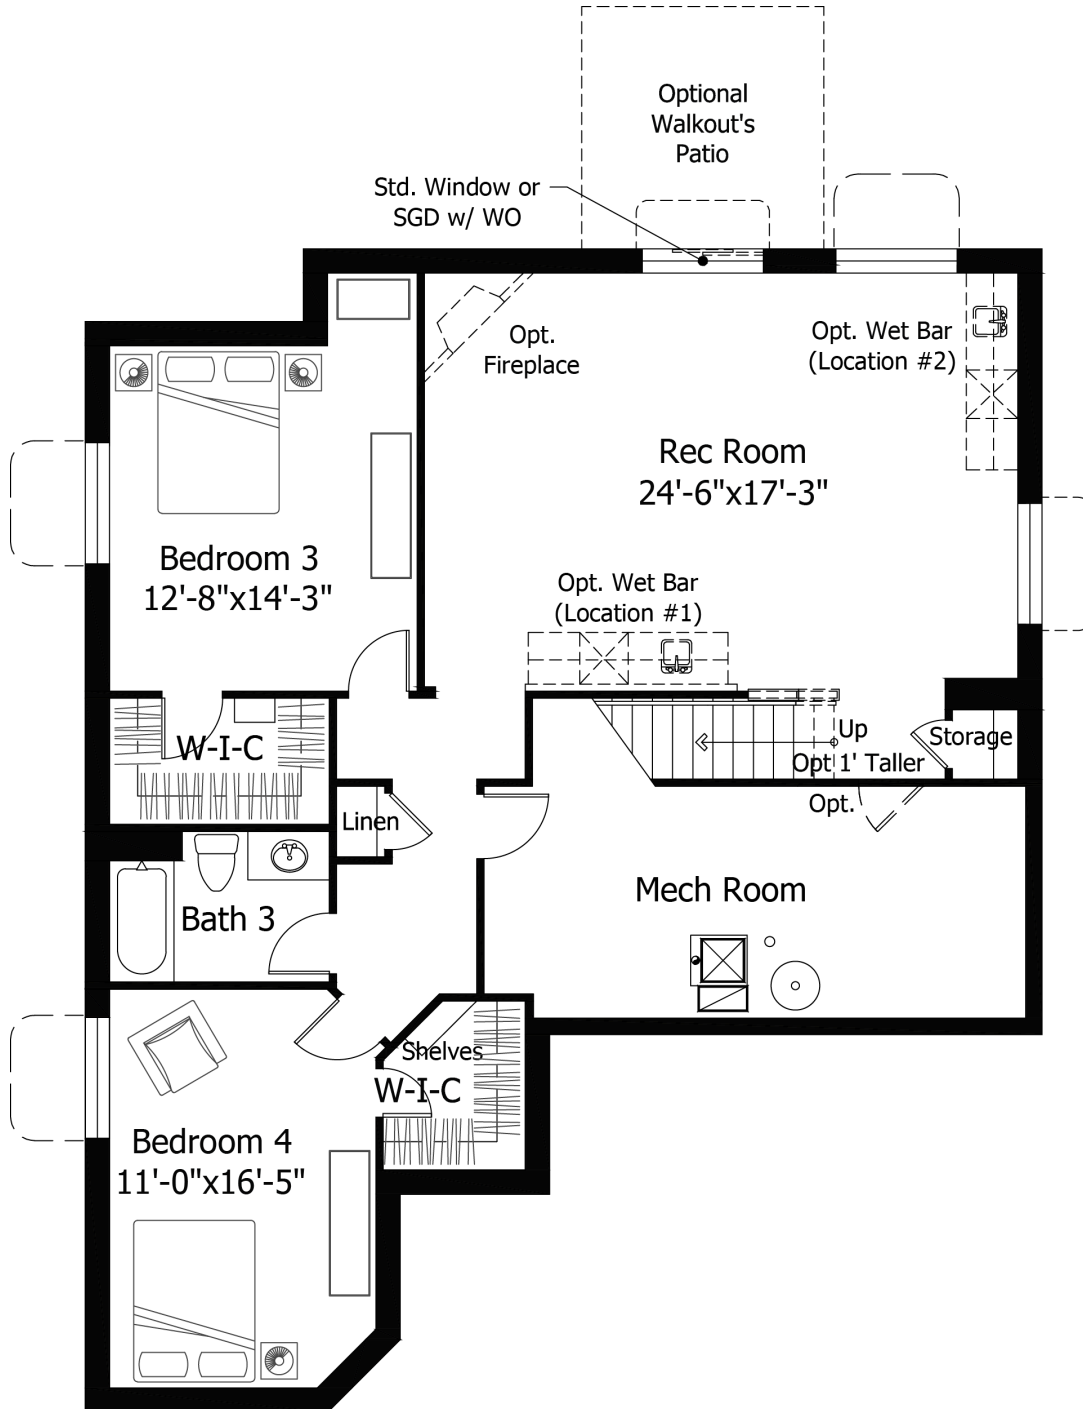 Optional
Walkout's
Patio
Std. Window or
SGD w/ WO
Opt.
Fireplace
Opt. Wet Bar
(Location #2)
Rec Room
24'-6"x17'-3"
Bedroom 3
12'-8"x14'-3"
Opt. Wet Bar
(Location #1)
W-I-C
Up
Storage
Opt 1' Taller
Opt.
Linen
Mech Room
Bath 3
Shelves
W-I-C
Bedroom 4
11'-0"x16'-5"